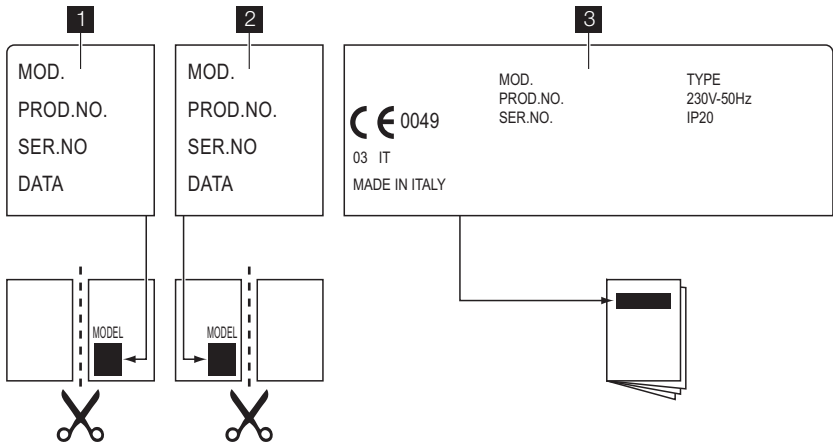 1
MOD.
PROD.NO.
SER.NO
DATA
MODEL
2
MOD.
PROD.NO.
SER.NO
DATA
MODEL
3
MOD. TYPE
PROD.NO. 230V-50Hz
SER.NO. IP20
CE 0049
03 IT
MADE IN ITALY